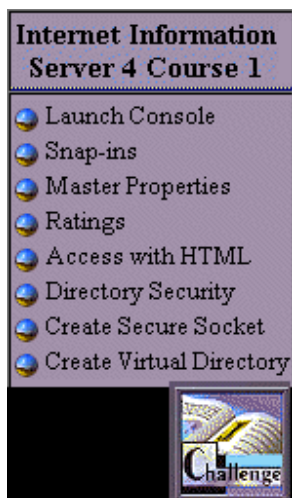 Internet Information
Server 4 Course 1
Launch Console
Snap-ins
Master Properties
Ratings
Access with HTML
Directory Security
Create Secure Socket
Create Virtual Directory
Challenge